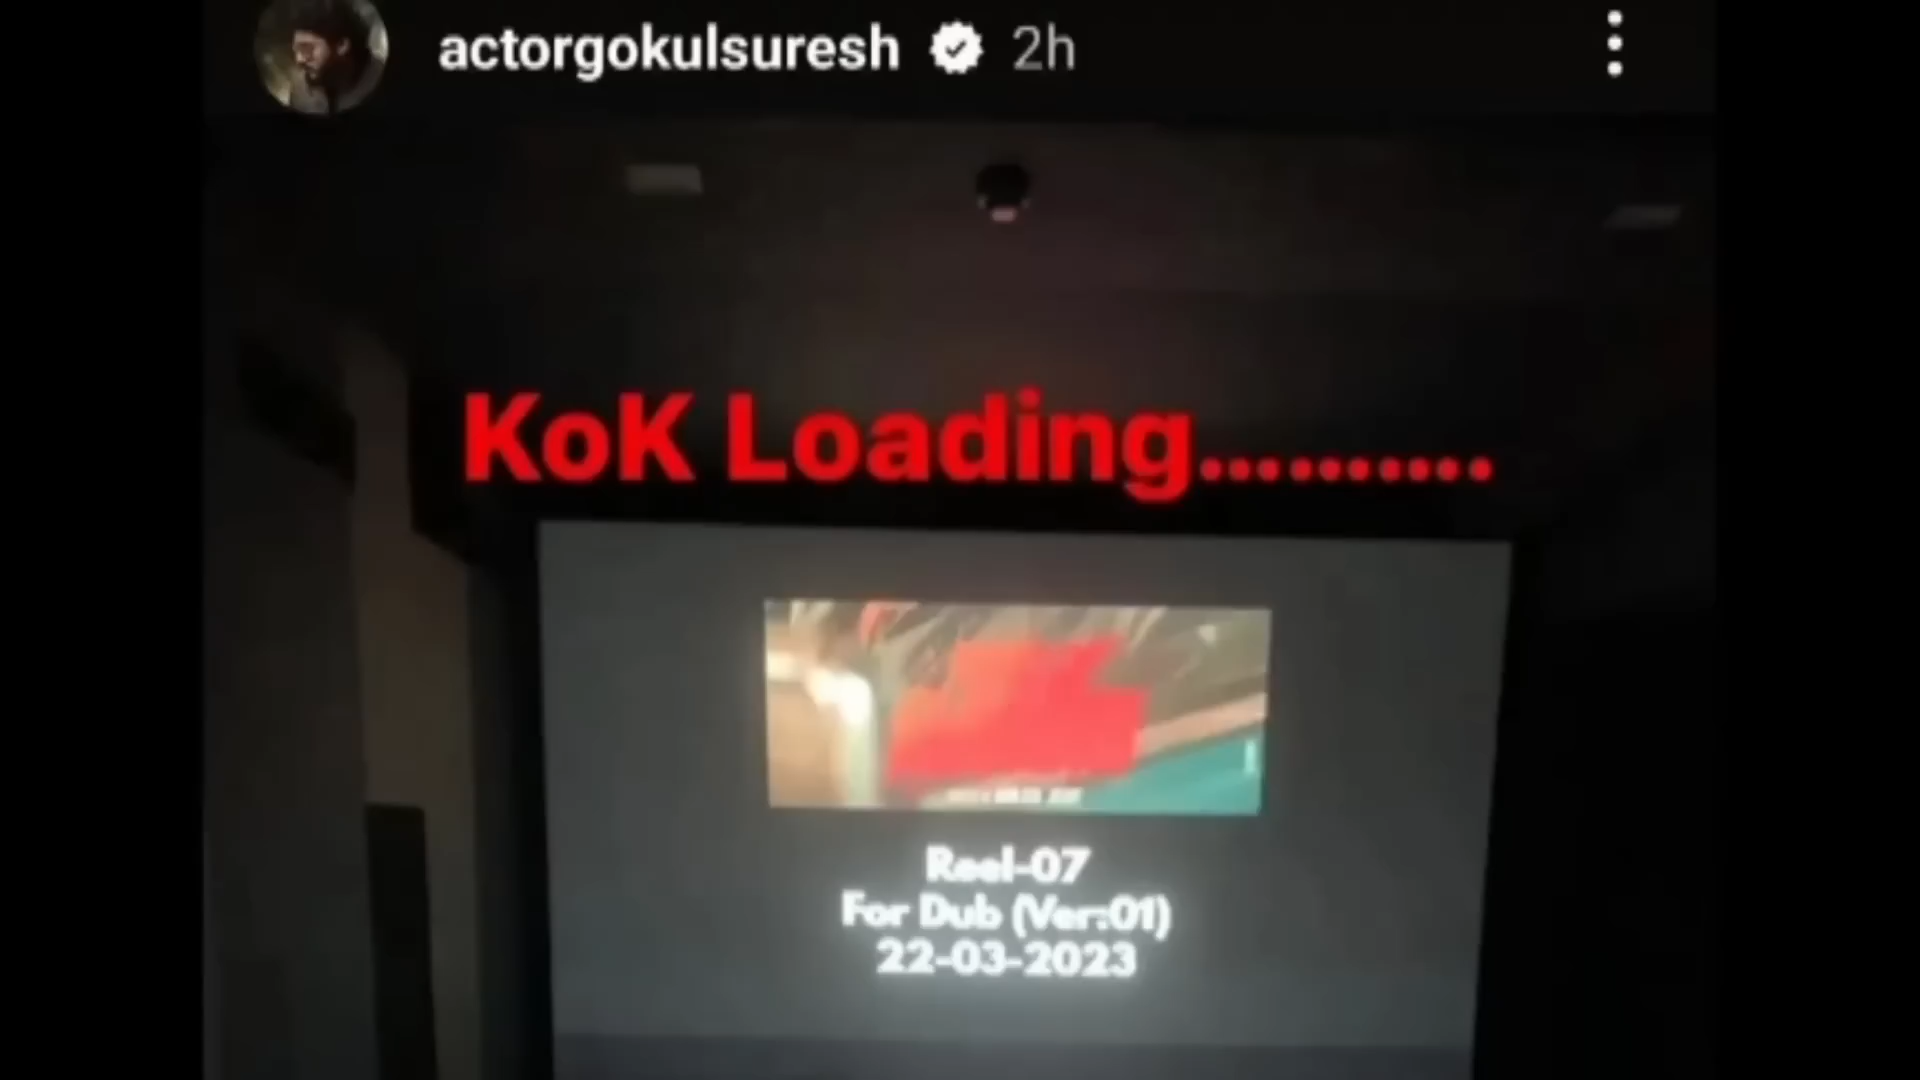 actorgokulsuresh 2h
KoK Loading..........
Reel-07
For Dub (Ver:01)
22-03-2023